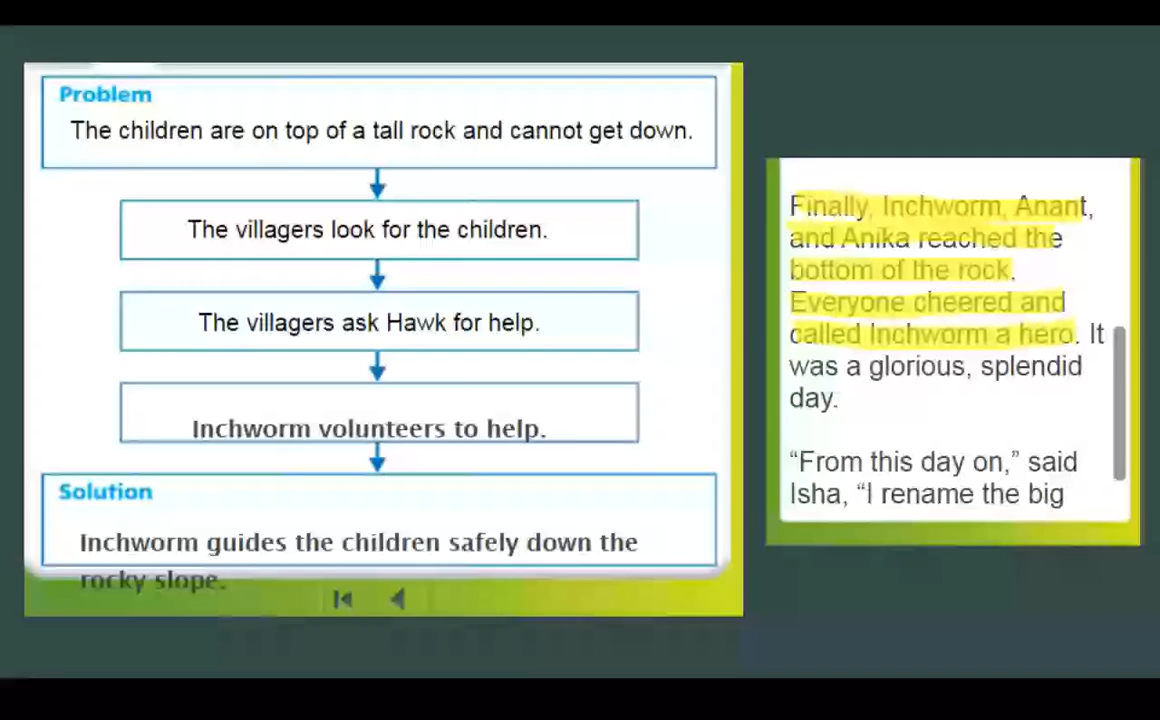 Problem
The children are on top of a tall rock and cannot get down.
The villagers look for the children.
The villagers ask Hawk for help.
Inchworm volunteers to help.
Solution
Inchworm guides the children safely down the
rocky slope.
Finally, Inchworm, Anant,
and Anika reached the
bottom of the rock.
Everyone cheered and
called Inchworm a hero. It
was a glorious, splendid
day.
“From this day on,” said
Isha, “I rename the big